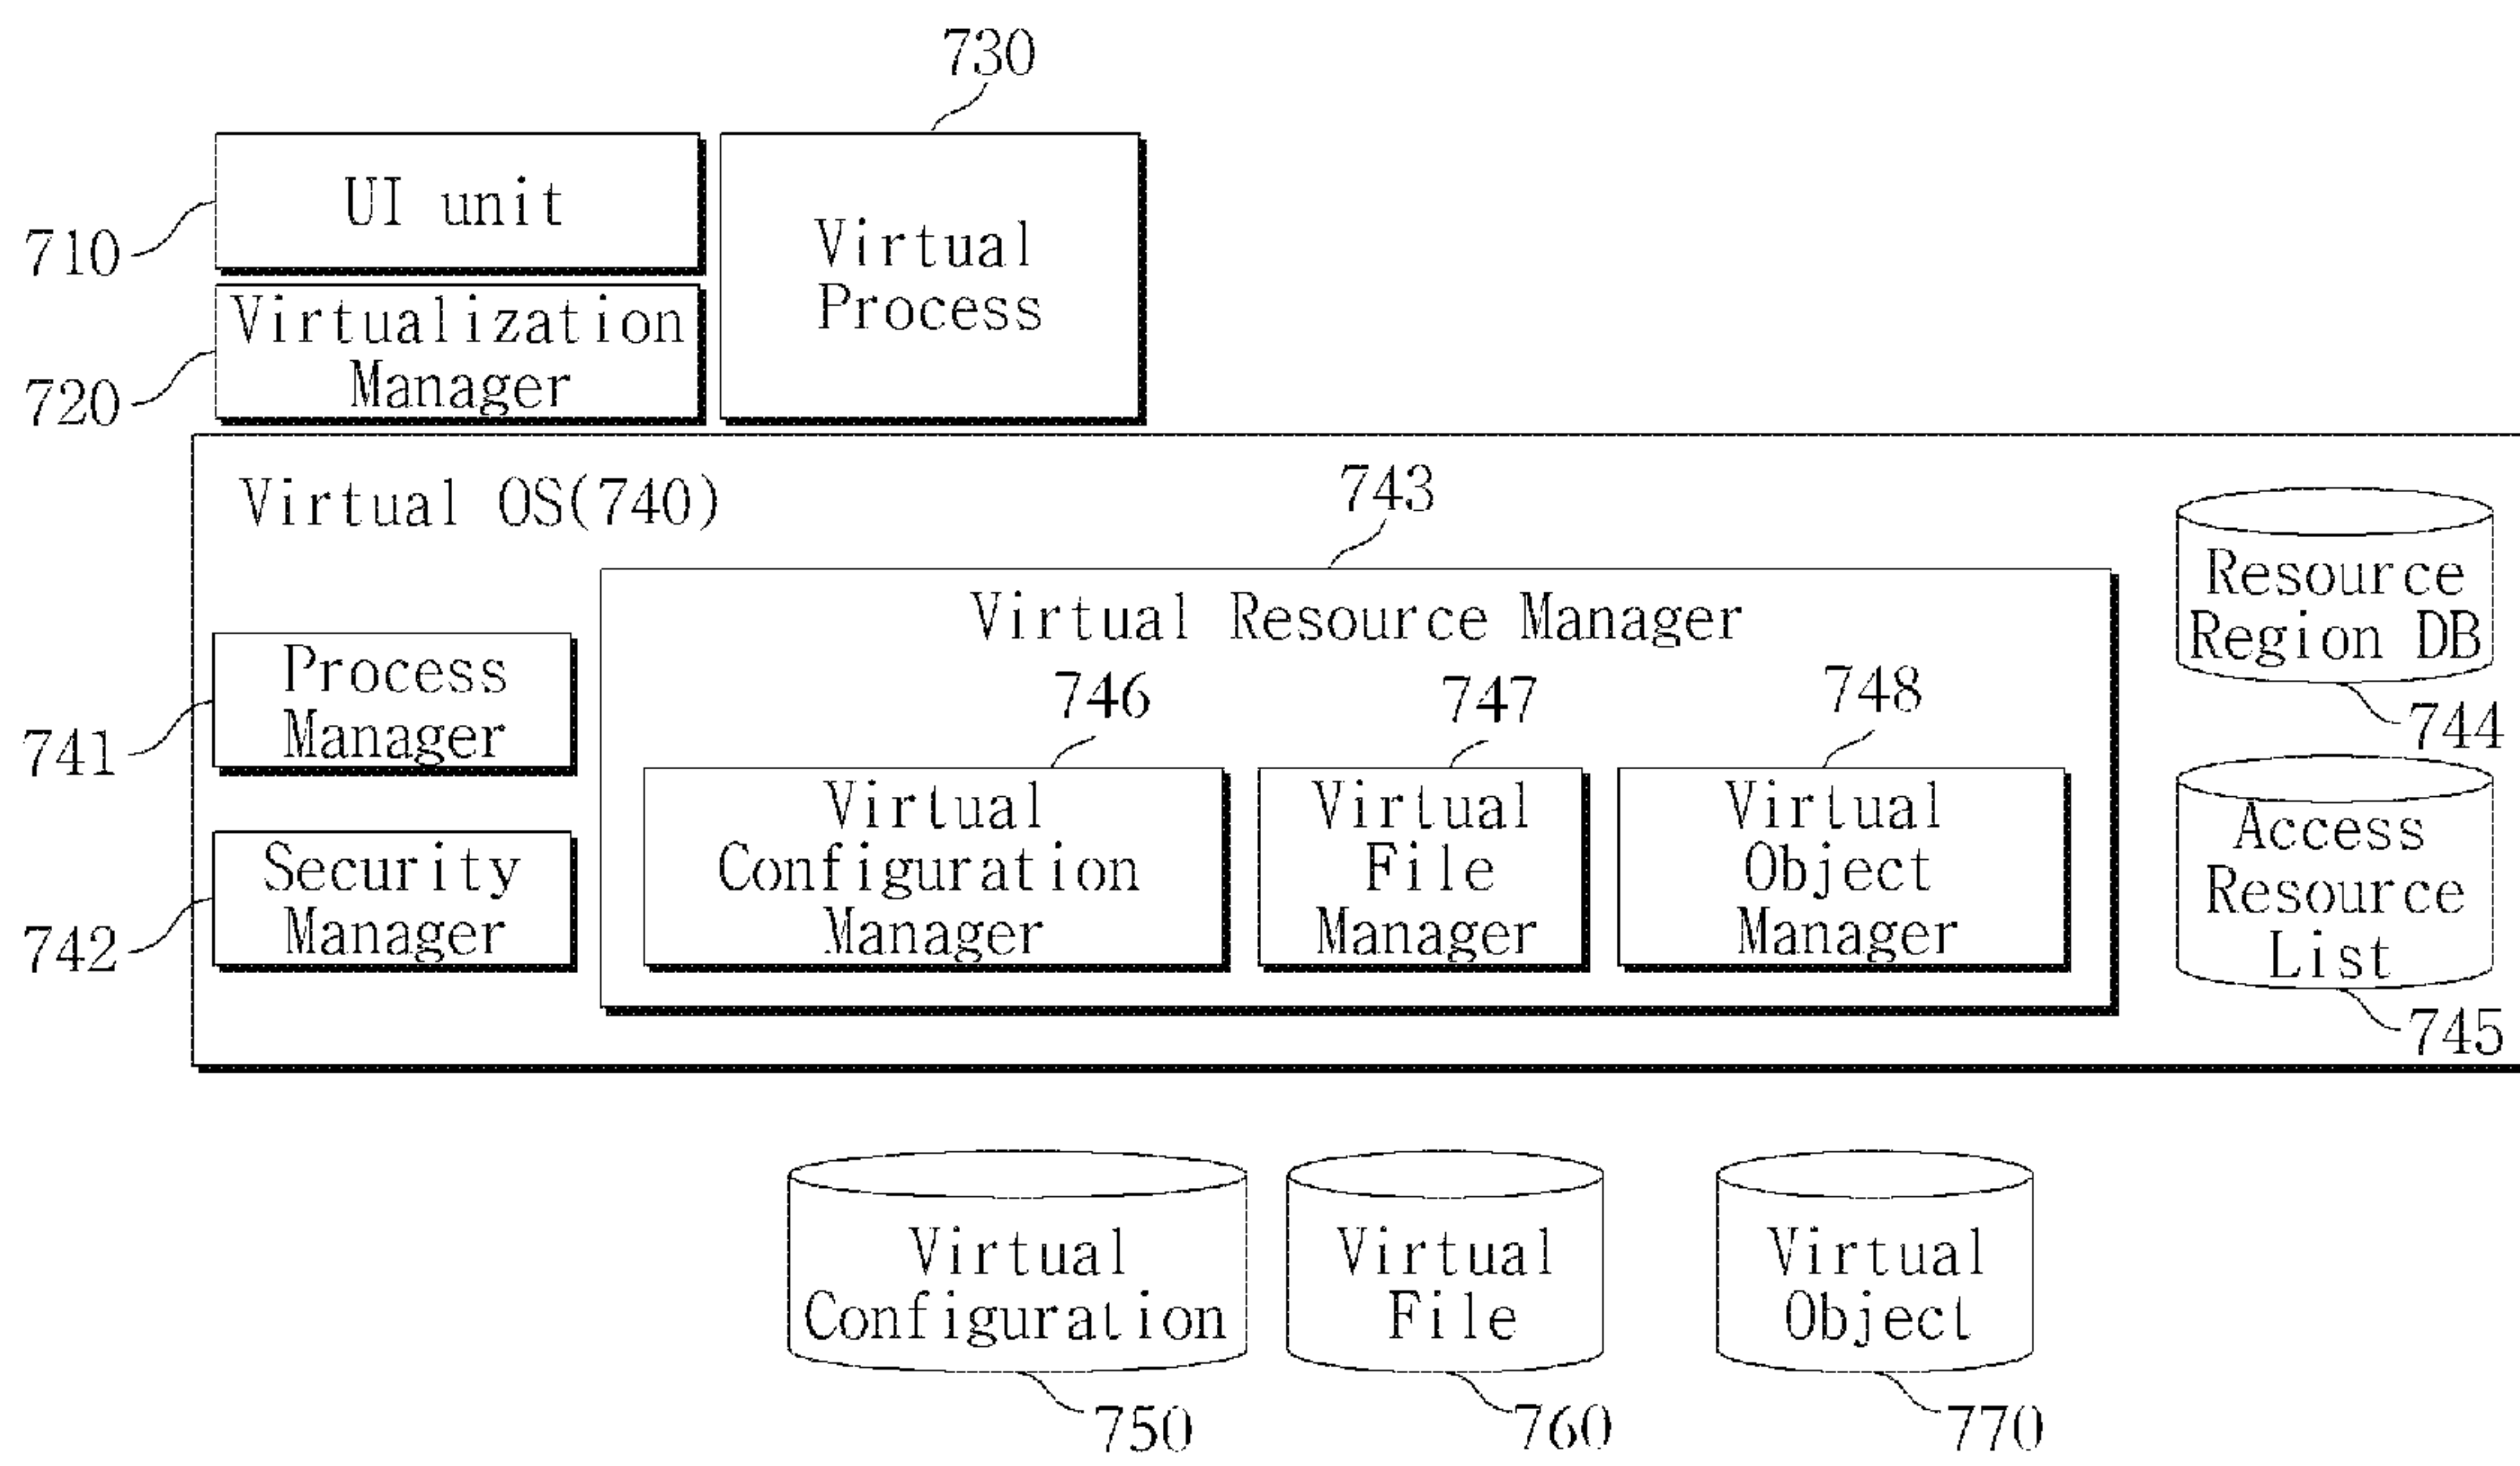 730
UI unit
710
Virtual
Process
Virtualization
Manager
720
Virtual OS(740)
743
Virtual Resource Manager
Resource
Region DB
744
Process
Manager
741
746
747
748
Virtual
Configuration
Manager
Virtual
File
Manager
Virtual
Object
Manager
Security
Manager
742
Access
Resource
List
745
Virtual
Configuration
750
Virtual
File
760
Virtual
Object
770